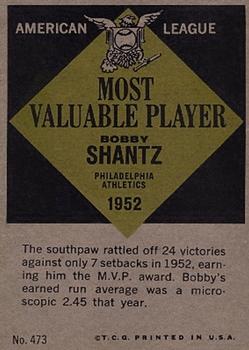 AMERICAN LEAGUE
MOST
VALUABLE PLAYER
BOBBY
SHANTZ
PHILADELPHIA
ATHLETICS
1952
The southpaw rattled off 24 victories
against only 7 setbacks in 1952, earn-
ing him the M.V.P. award. Bobby's
earned run average was a micro-
scopic 2.45 that year.
No. 473 ©T.C.G. PRINTED IN U.S.A.